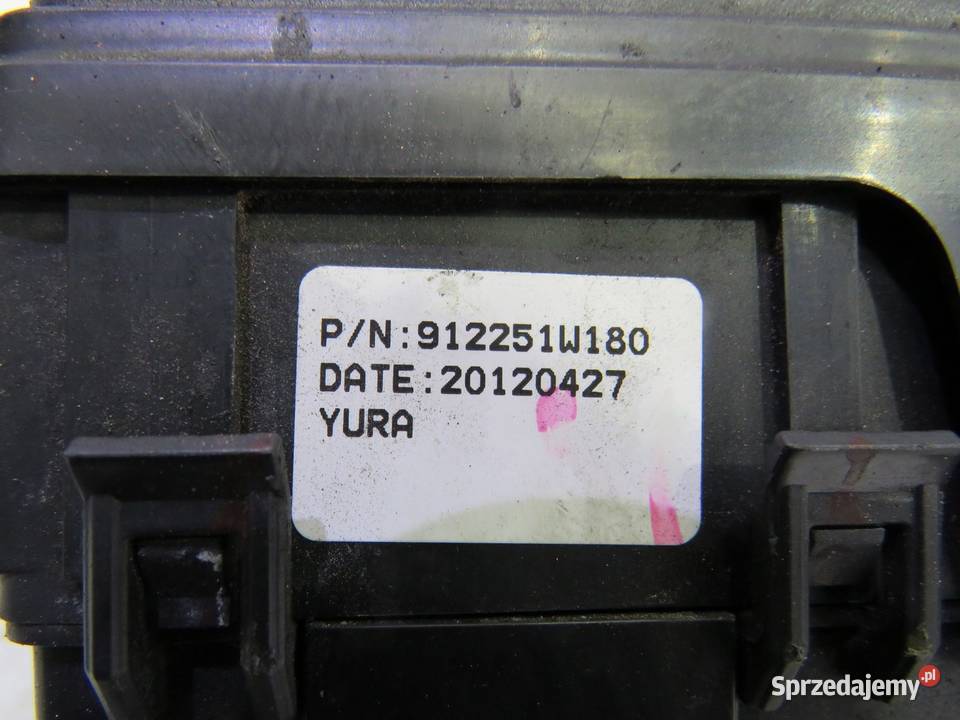 P/N:912251W180
DATE:20120427
YURA
Sprzedajemy.pl